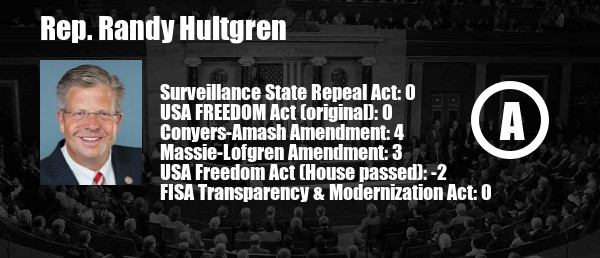 Rep. Randy Hultgren
Surveillance State Repeal Act: 0
USA FREEDOM Act (original): 0
Conyers-Amash Amendment: 4
Massie-Lofgren Amendment: 3
USA Freedom Act (House passed): -2
FISA Transparency & Modernization Act: 0
A